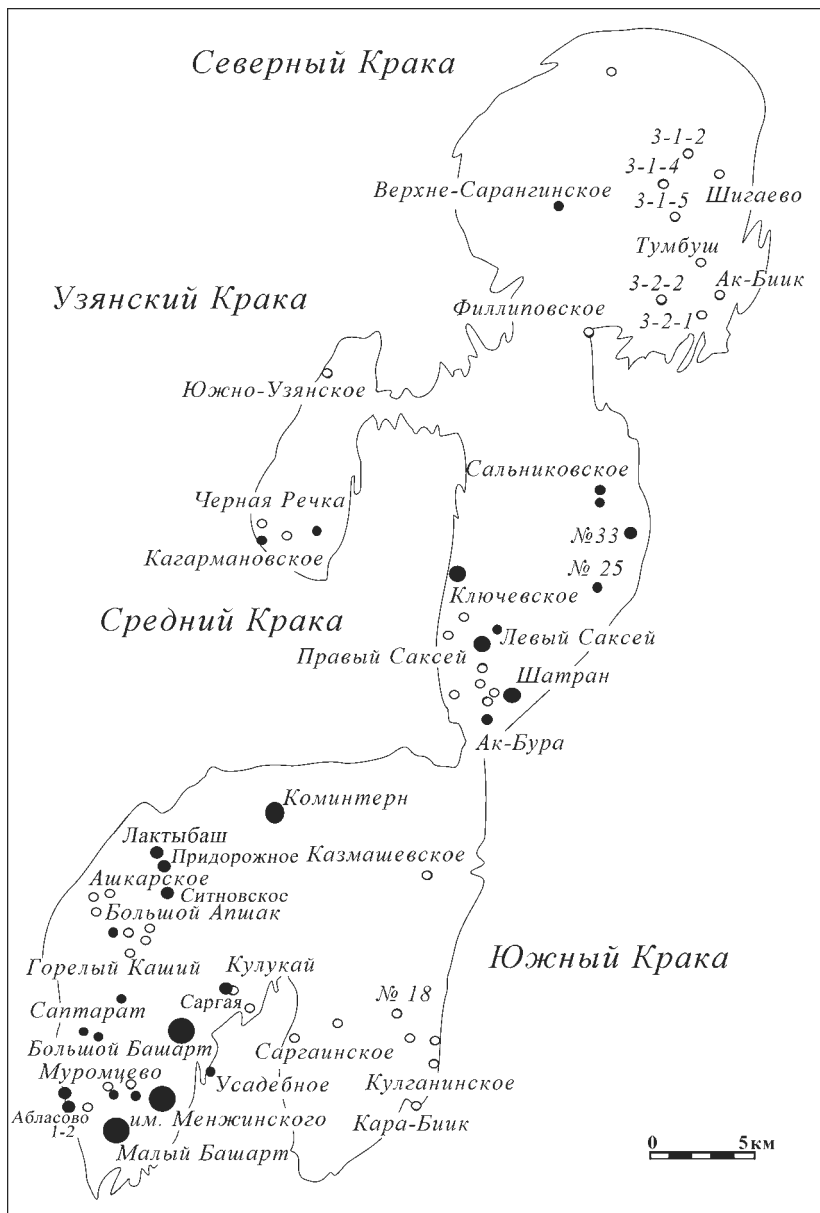 Северный Крака
3-1-2
3-1-4
Верхне-Сарангинское
Шигаево
3-1-5
Тумбуш
3-2-2
Ак-Биик
Узянский Крака
Филлиповское
3-2-1
Южно-Узянское
Сальниковское
Черная Речка
№33
Кагармановское
№ 25
Ключевское
Средний Крака
Левый Саксей
Правый Саксей
Шатран
Ак-Бура
Коминтерн
Лактыбаш
Придорожное
Казмашевское
Ашкарское
Ситновское
Большой Апшак
Горелый Каший
Кулукай
Южный Крака
Саргая
№ 18
Саптарат
Большой Башарт
Саргаинское
Муромцево
Усадебное
Кулганинское
Абласово
1-2
им. Менжинского
Кара-Биик
Малый Башарт
0
5км